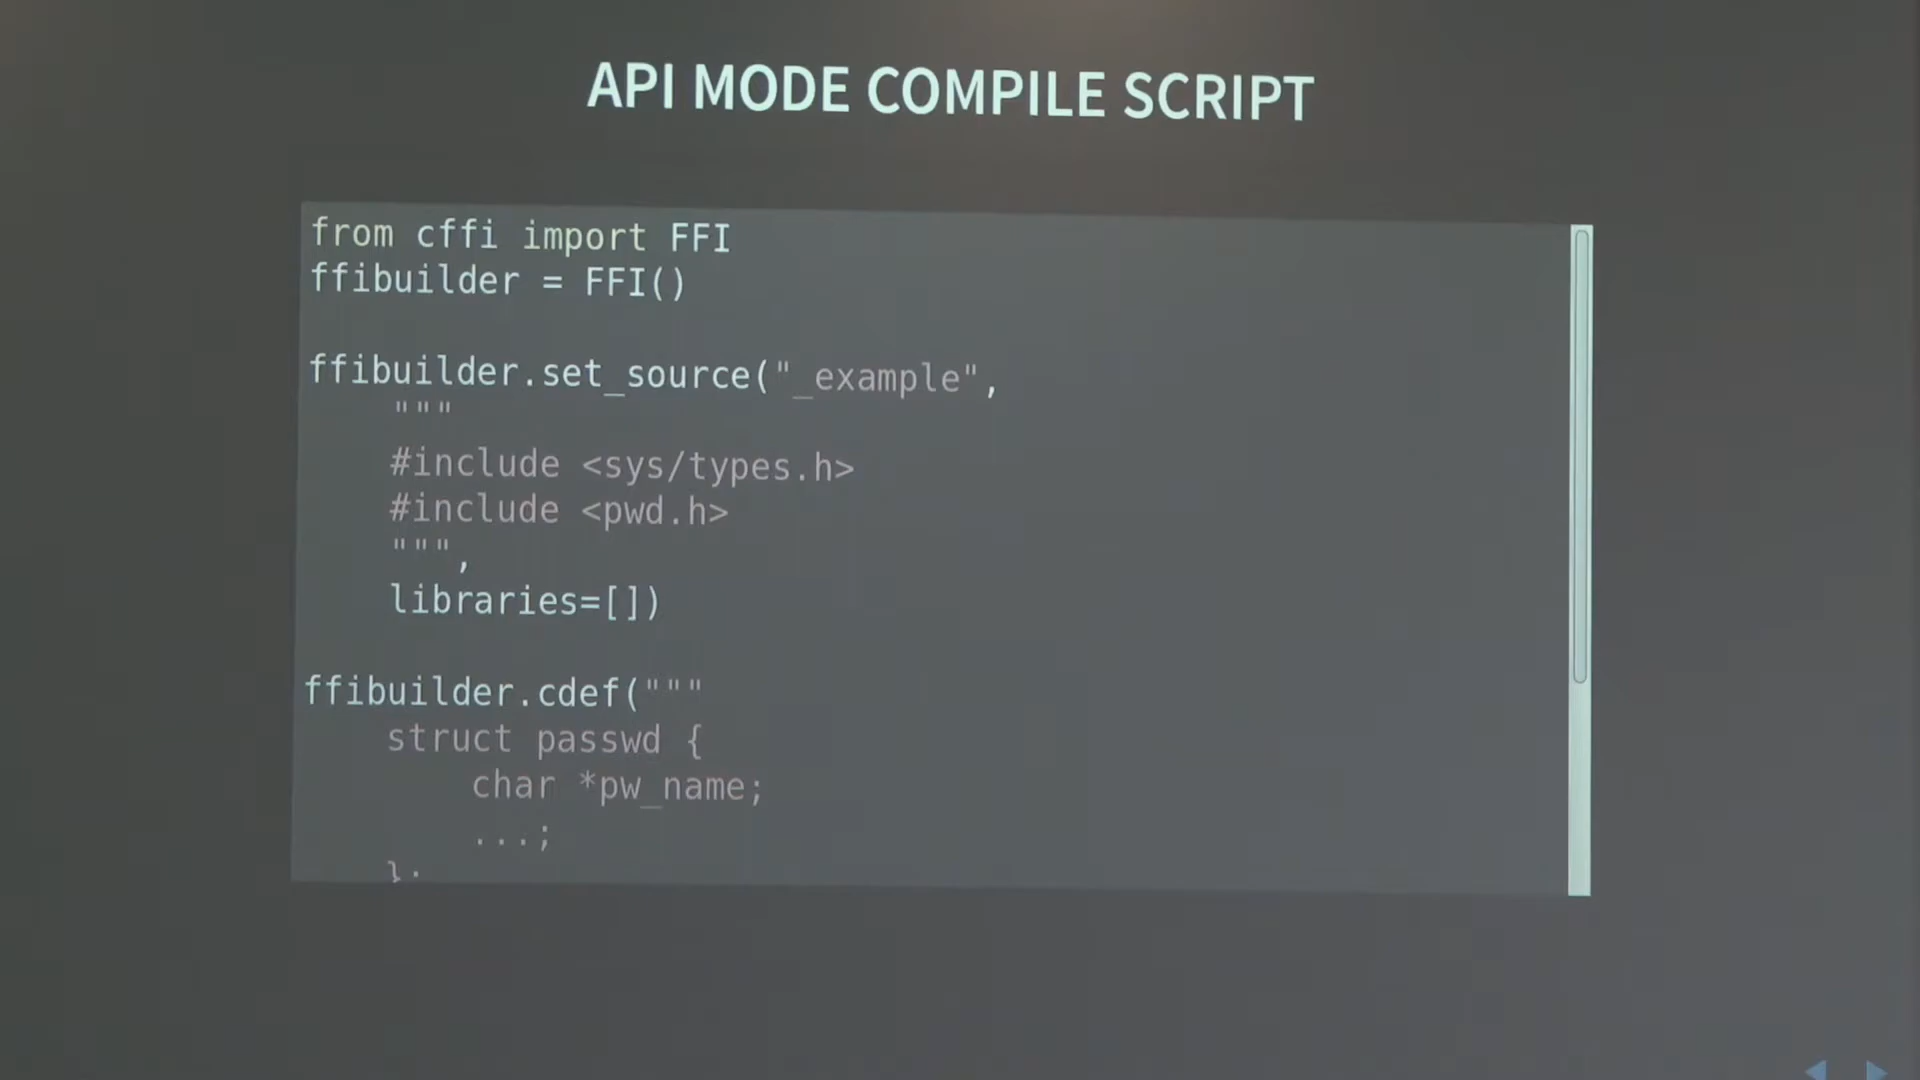 API MODE COMPILE SCRIPT
from cffi import FFI
ffibuilder = FFI()
ffibuilder.set_source("_example",
    """
    #include <sys/types.h>
    #include <pwd.h>
    """,
    libraries=[])
ffibuilder.cdef("""
    struct passwd {
        char *pw_name;
        ...;
    };